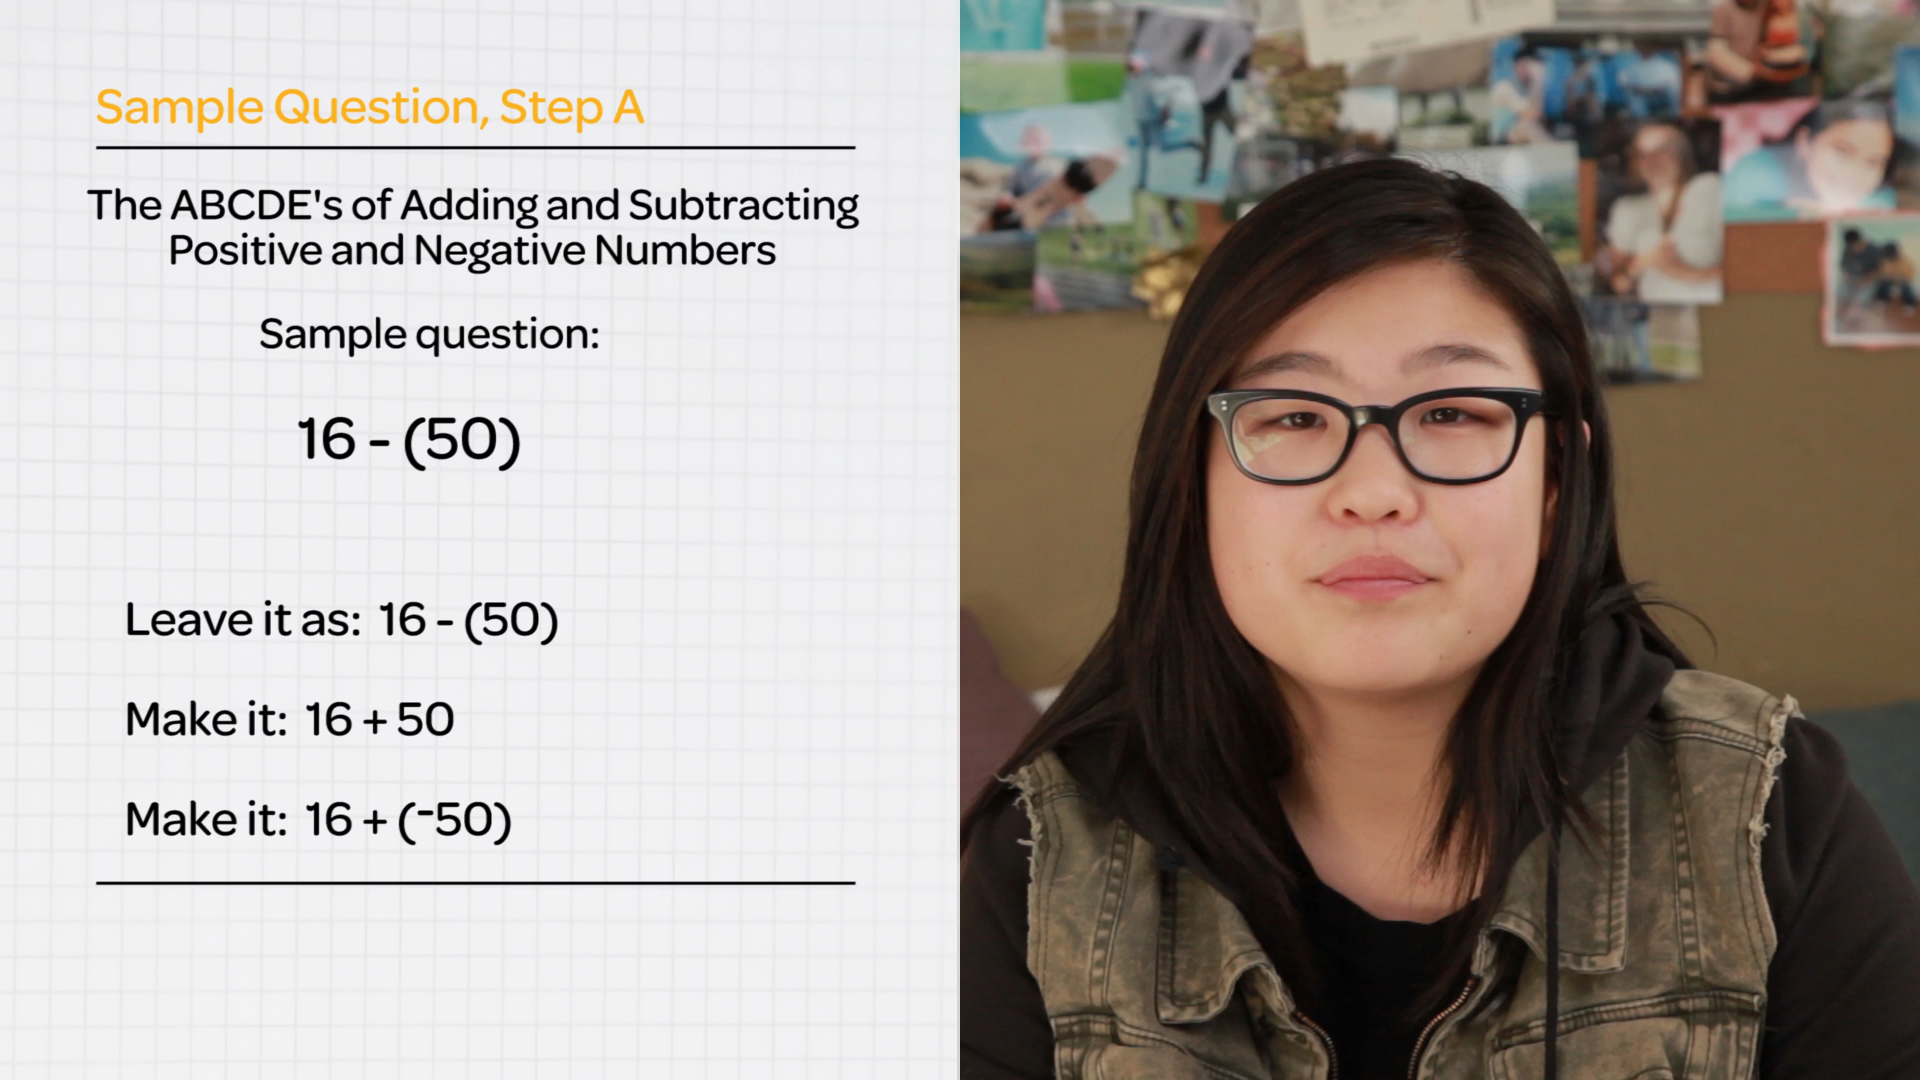 Sample Question, Step A
The ABCDE's of Adding and Subtracting
Positive and Negative Numbers
Sample question:
16 - (50)
Leave it as: 16 - (50)
Make it: 16 + 50
Make it: 16 + (⁻50)